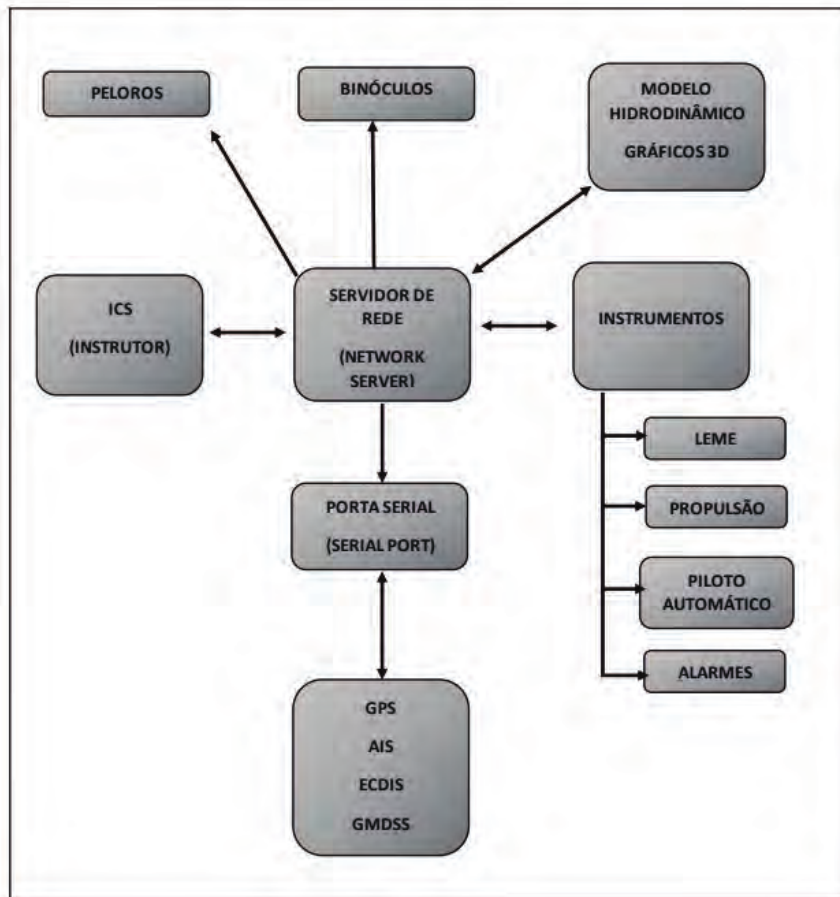 PELOROS
BINÓCULOS
MODELO
HIDRODINÂMICO
GRÁFICOS 3D
ICS
(INSTRUTOR)
SERVIDOR DE
REDE
(NETWORK
SERVER)
INSTRUMENTOS
LEME
PORTA SERIAL
(SERIAL PORT)
PROPULSÃO
PILOTO
AUTOMÁTICO
ALARMES
GPS
AIS
ECDIS
GMDSS